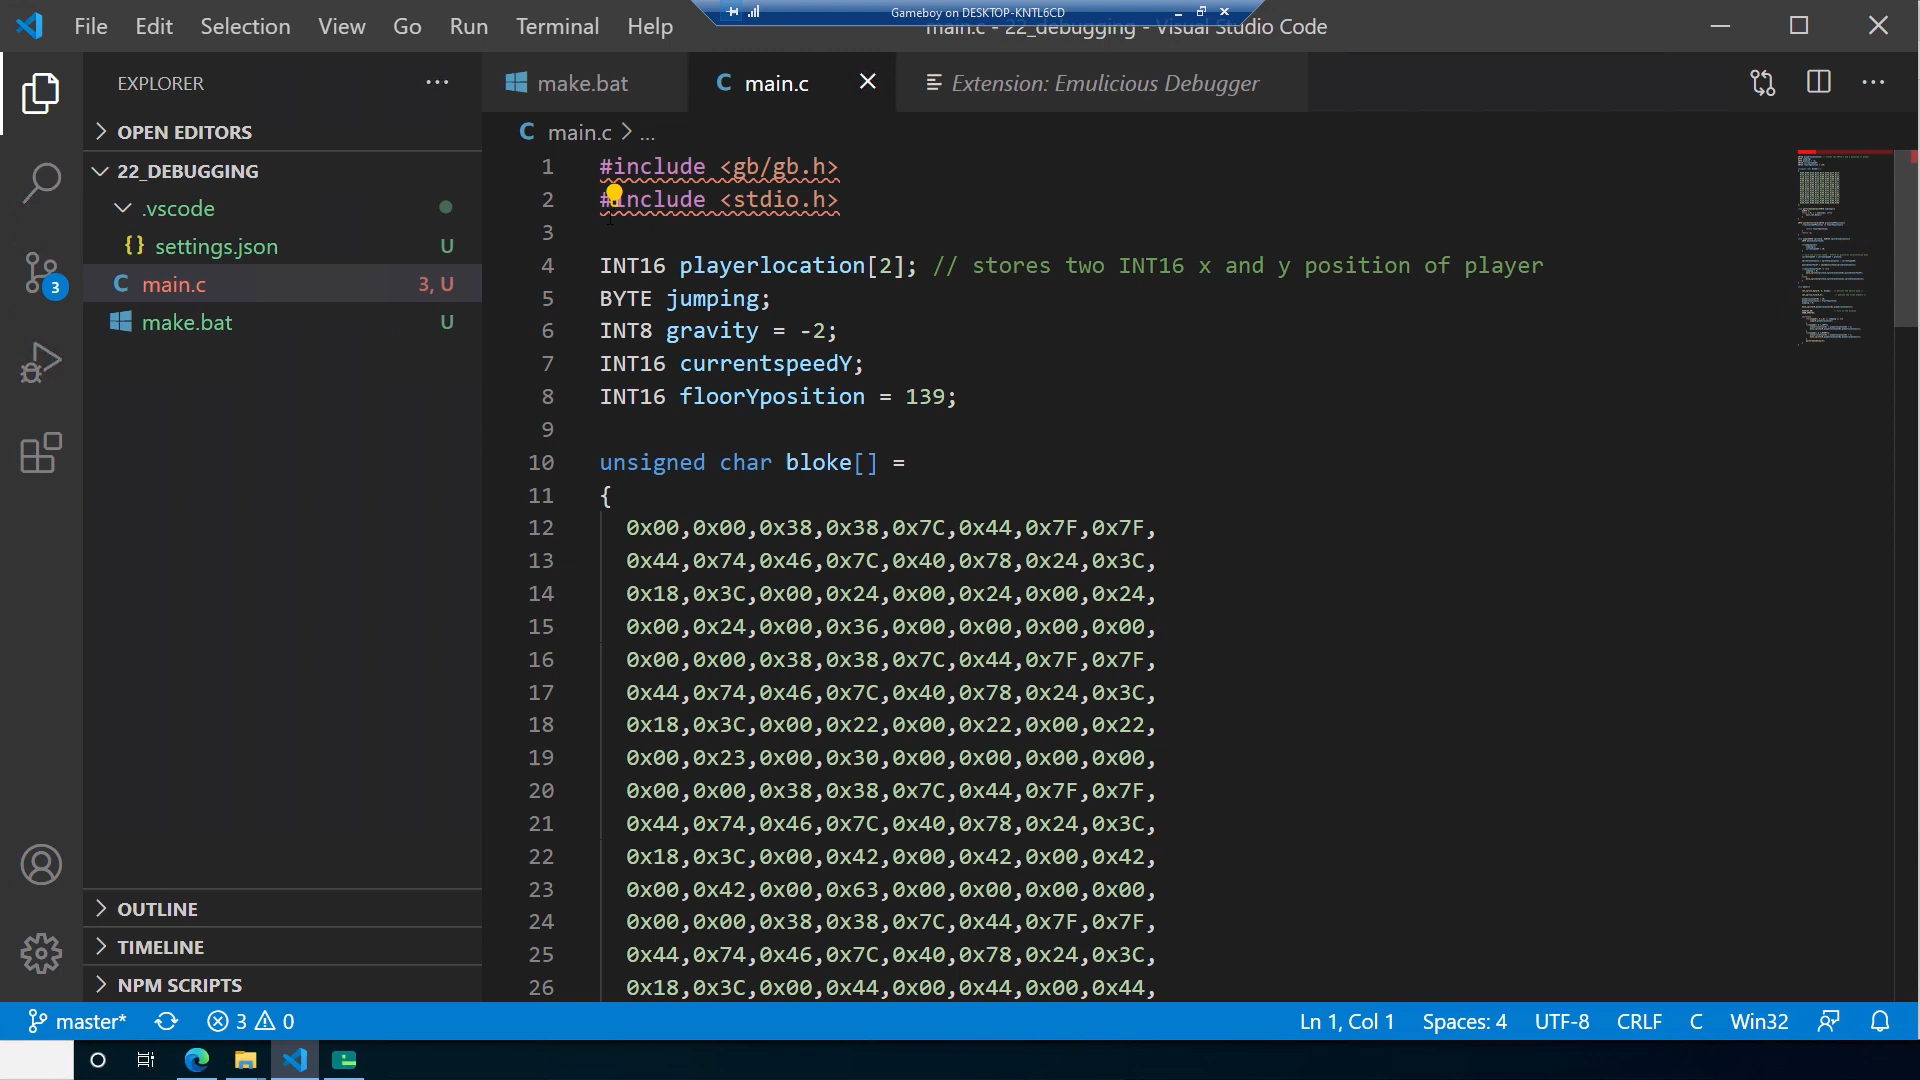 Gameboy on DESKTOP-KNTL6CD
File Edit Selection View Go Run Terminal Help
main.c - 22_debugging - Visual Studio Code
EXPLORER
make.bat
C main.c
Extension: Emulicious Debugger
OPEN EDITORS
22_DEBUGGING
.vscode
{} settings.json U
C main.c 3, U
make.bat U
3
OUTLINE
TIMELINE
NPM SCRIPTS
C main.c > ...
1 #include <gb/gb.h>
2 #include <stdio.h>
3
4 INT16 playerlocation[2]; // stores two INT16 x and y position of player
5 BYTE jumping;
6 INT8 gravity = -2;
7 INT16 currentspeedY;
8 INT16 floorYposition = 139;
9
10 unsigned char bloke[] =
11 {
12 0x00,0x00,0x38,0x38,0x7C,0x44,0x7F,0x7F,
13 0x44,0x74,0x46,0x7C,0x40,0x78,0x24,0x3C,
14 0x18,0x3C,0x00,0x24,0x00,0x24,0x00,0x24,
15 0x00,0x24,0x00,0x36,0x00,0x00,0x00,0x00,
16 0x00,0x00,0x38,0x38,0x7C,0x44,0x7F,0x7F,
17 0x44,0x74,0x46,0x7C,0x40,0x78,0x24,0x3C,
18 0x18,0x3C,0x00,0x22,0x00,0x22,0x00,0x22,
19 0x00,0x23,0x00,0x30,0x00,0x00,0x00,0x00,
20 0x00,0x00,0x38,0x38,0x7C,0x44,0x7F,0x7F,
21 0x44,0x74,0x46,0x7C,0x40,0x78,0x24,0x3C,
22 0x18,0x3C,0x00,0x42,0x00,0x42,0x00,0x42,
23 0x00,0x42,0x00,0x63,0x00,0x00,0x00,0x00,
24 0x00,0x00,0x38,0x38,0x7C,0x44,0x7F,0x7F,
25 0x44,0x74,0x46,0x7C,0x40,0x78,0x24,0x3C,
26 0x18,0x3C,0x00,0x44,0x00,0x44,0x00,0x44,
master* 3 0 Ln 1, Col 1 Spaces: 4 UTF-8 CRLF C Win32